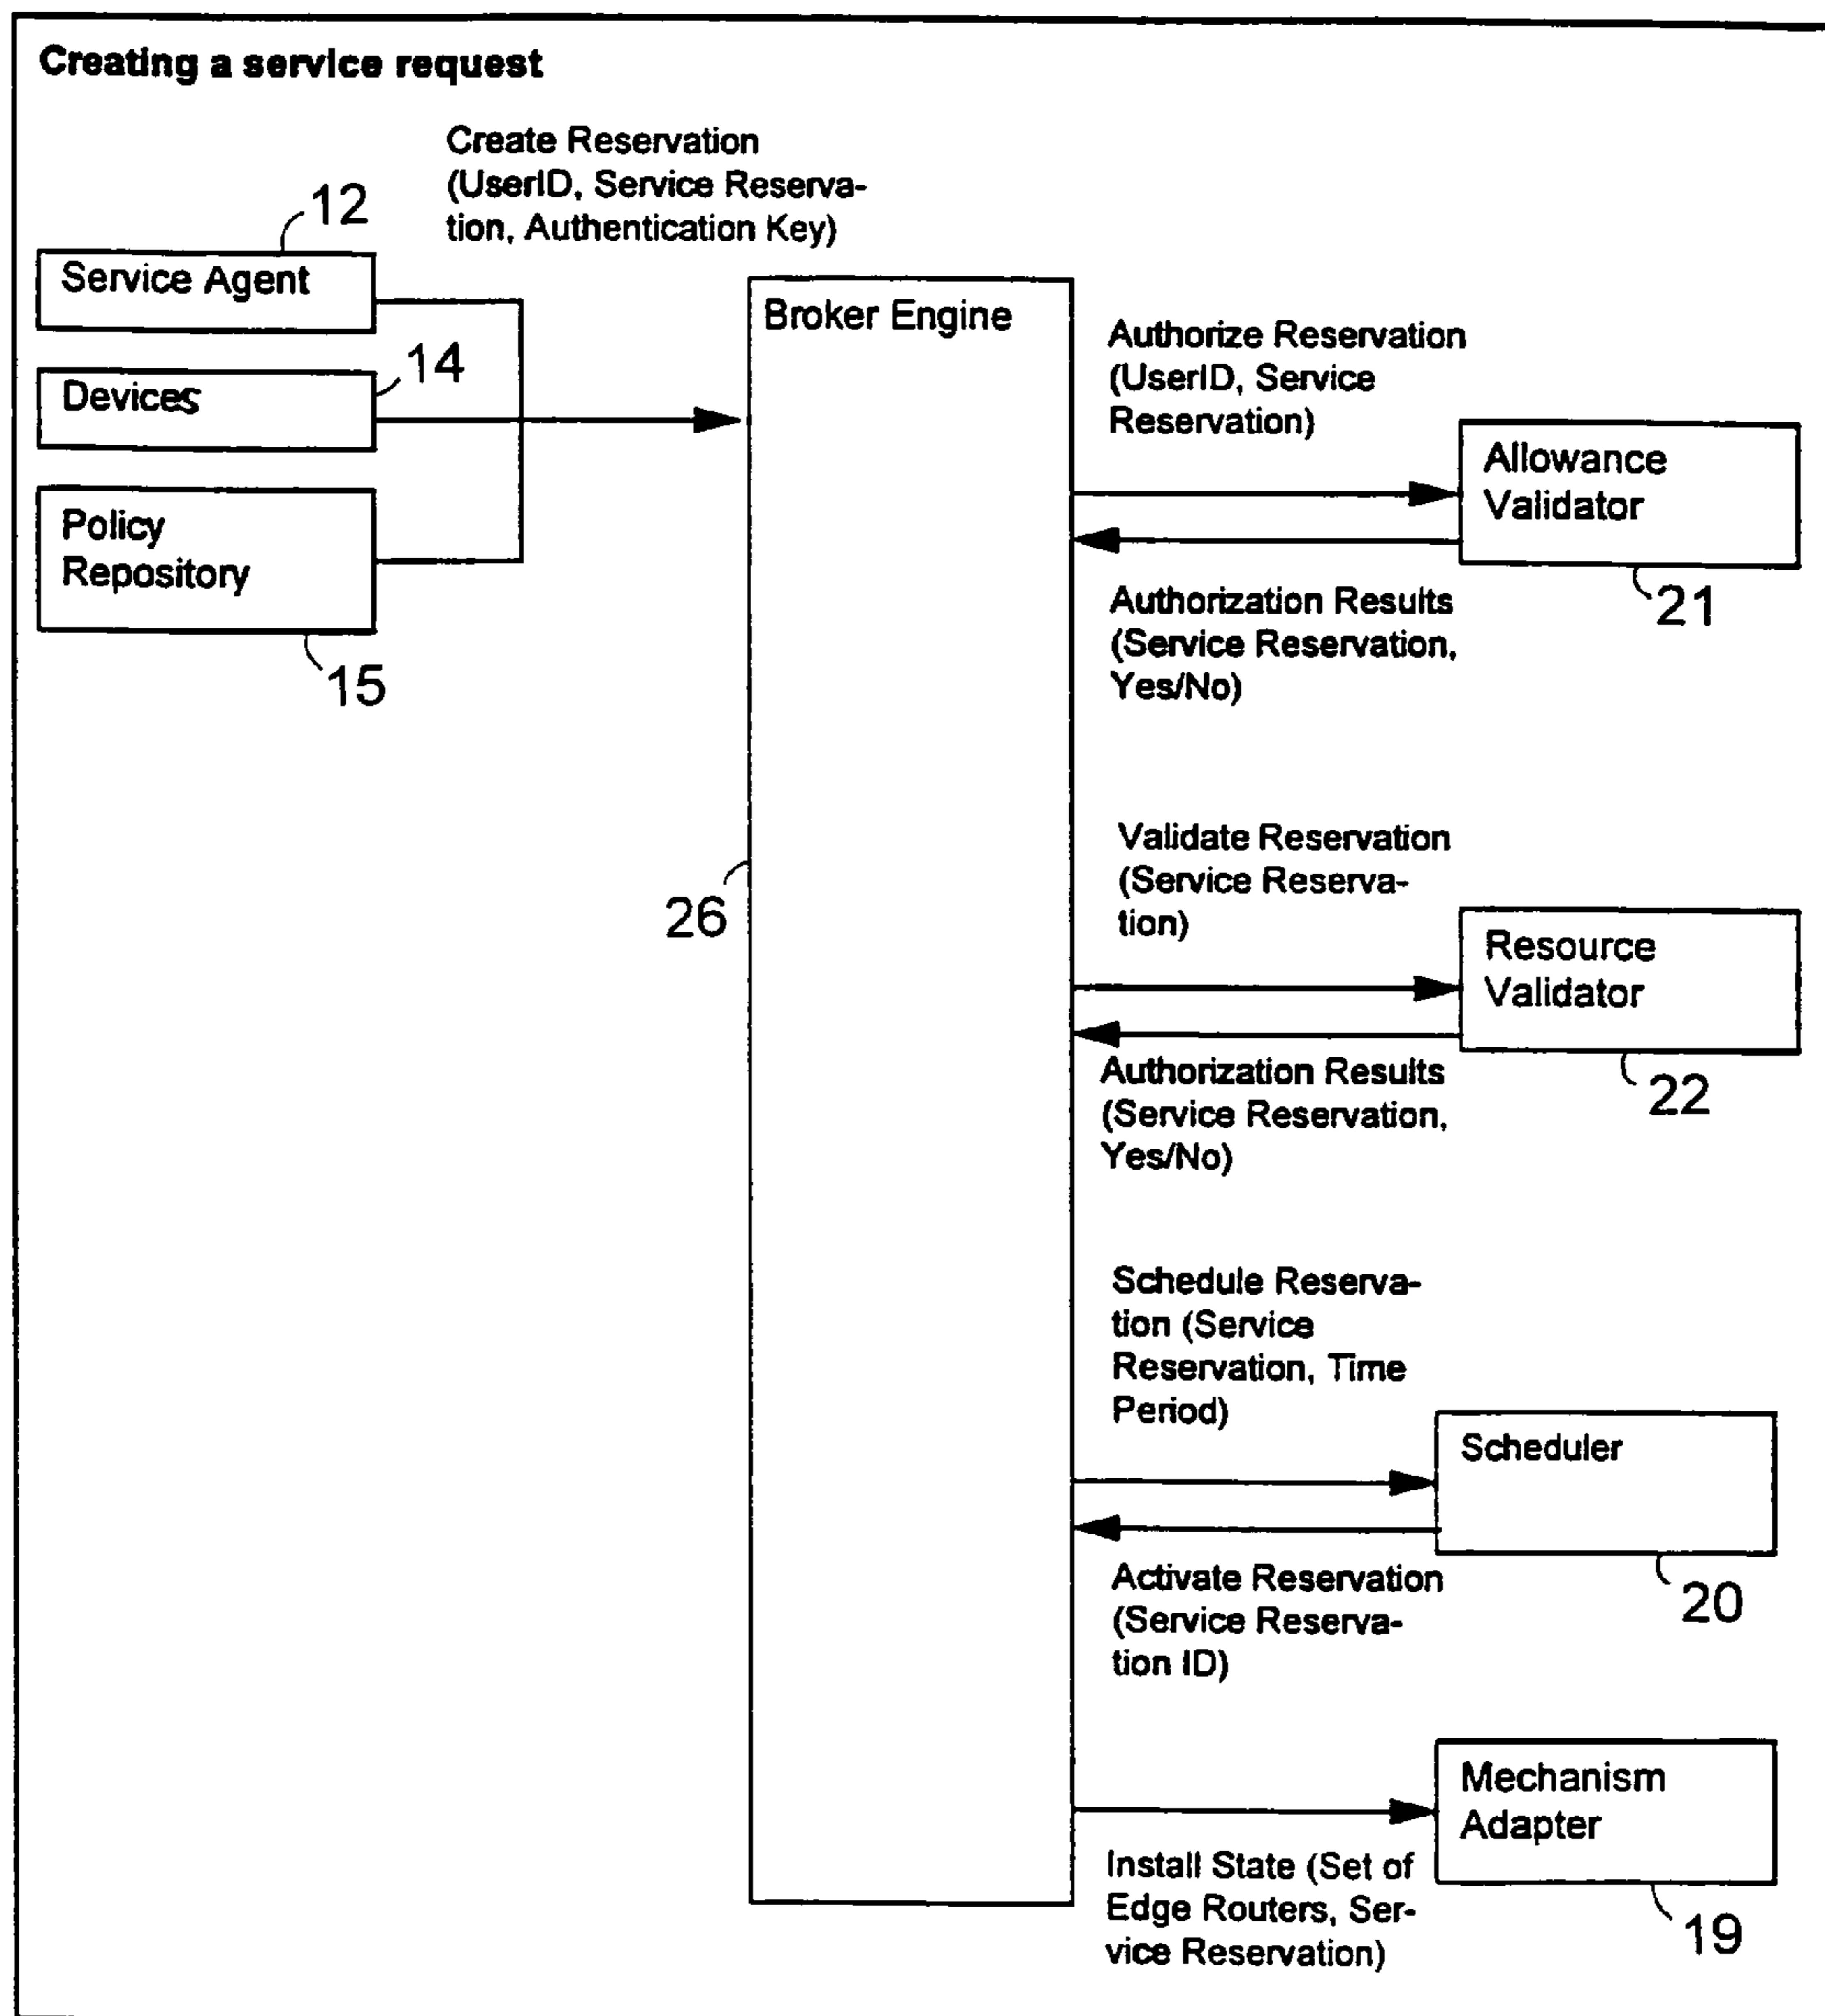 Creating a service request
Create Reservation
(UserID, Service Reserva-
tion, Authentication Key)
12
Service Agent
14
Devices
Policy
Repository
15
Broker Engine
26
Authorize Reservation
(UserID, Service
Reservation)
Allowance
Validator
21
Authorization Results
(Service Reservation,
Yes/No)
Validate Reservation
(Service Reserva-
tion)
Resource
Validator
22
Authorization Results
(Service Reservation,
Yes/No)
Schedule Reserva-
tion (Service
Reservation, Time
Period)
Scheduler
20
Activate Reservation
(Service Reserva-
tion ID)
Mechanism
Adapter
19
Install State (Set of
Edge Routers, Ser-
vice Reservation)